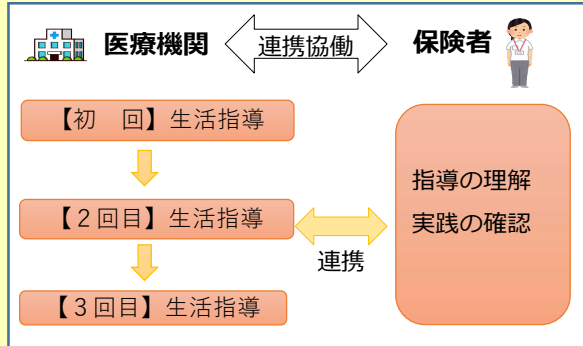 医療機関
連携協働
保険者
【初　回】生活指導
【２回目】生活指導
【３回目】生活指導
連携
指導の理解
実践の確認